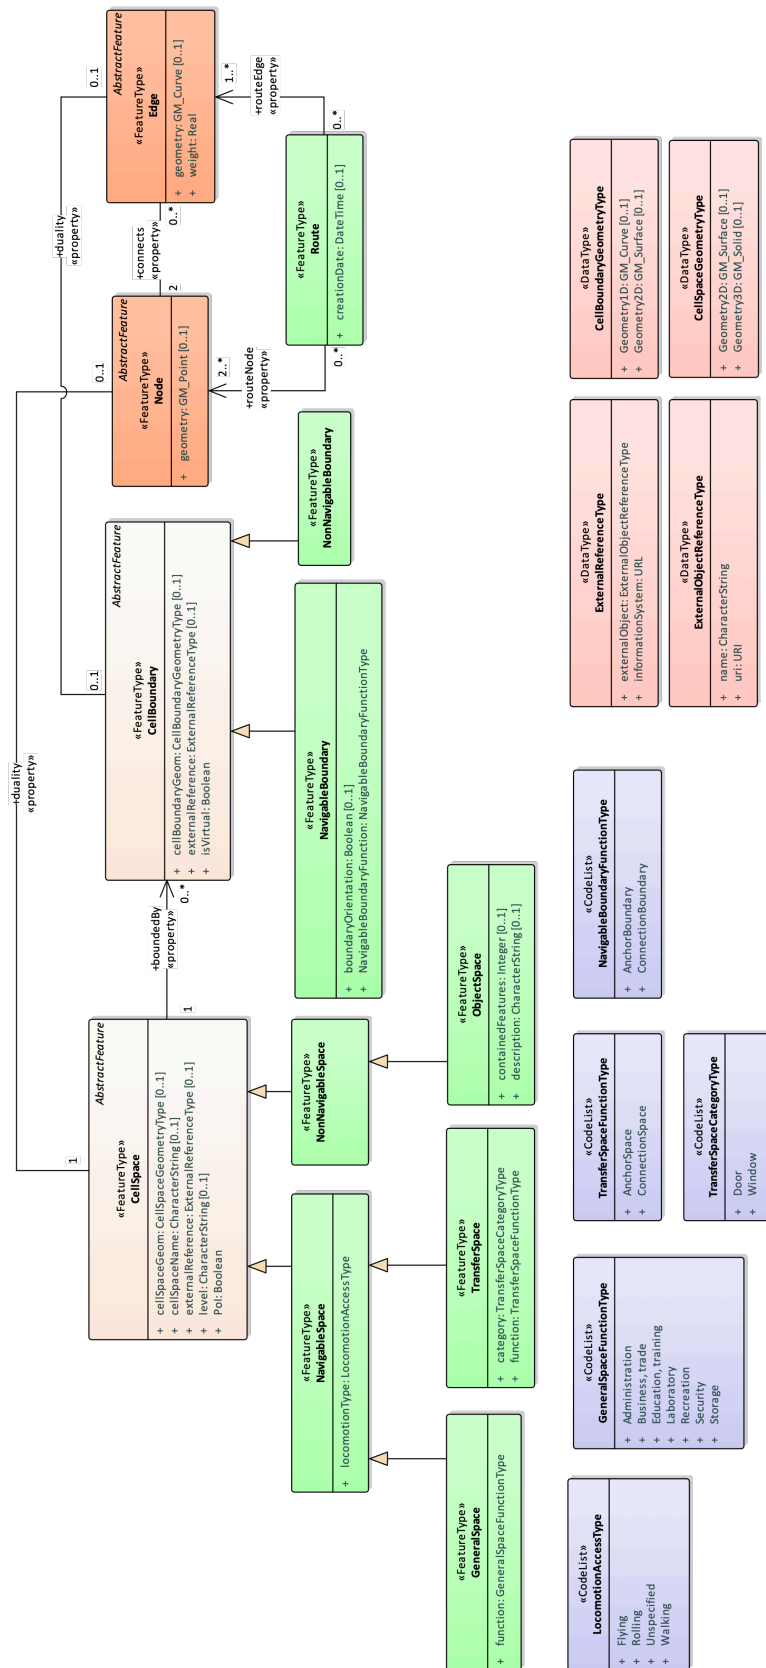 +duality
«property»
+duality
«property»
1
0..1
0..1
0..1
AbstractFeature
«FeatureType»
CellSpace
+ cellSpaceGeom: CellSpaceGeometryType [0..1]
+ cellSpaceName: CharacterString [0..1]
+ externalReference: ExternalReferenceType [0..1]
+ level: CharacterString [0..1]
+ PoI: Boolean
1
+boundedBy
«property»
0..*
AbstractFeature
«FeatureType»
CellBoundary
+ cellBoundaryGeom: CellBoundaryGeometryType [0..1]
+ externalReference: ExternalReferenceType [0..1]
+ isVirtual: Boolean
AbstractFeature
«FeatureType»
Node
+ geometry: GM_Point [0..1]
2
+connects
«property»
0..*
AbstractFeature
«FeatureType»
Edge
+ geometry: GM_Curve [0..1]
+ weight: Real
2..*
+routeNode
«property»
0..*
1..*
+routeEdge
«property»
0..*
«FeatureType»
Route
+ creationDate: DateTime [0..1]
«FeatureType»
NavigableSpace
+ locomotionType: LocomotionAccessType
«FeatureType»
NonNavigableSpace
«FeatureType»
NavigableBoundary
+ boundaryOrientation: Boolean [0..1]
+ NavigableBoundaryFunction: NavigableBoundaryFunctionType
«FeatureType»
NonNavigableBoundary
«FeatureType»
GeneralSpace
+ function: GeneralSpaceFunctionType
«FeatureType»
TransferSpace
+ category: TransferSpaceCategoryType
+ function: TransferSpaceFunctionType
«FeatureType»
ObjectSpace
+ containedFeatures: Integer [0..1]
+ description: CharacterString [0..1]
«CodeList»
LocomotionAccessType
+ Flying
+ Rolling
+ Unspecified
+ Walking
«CodeList»
GeneralSpaceFunctionType
+ Administration
+ Business, trade
+ Education, training
+ Laboratory
+ Recreation
+ Security
+ Storage
«CodeList»
TransferSpaceFunctionType
+ AnchorSpace
+ ConnectionSpace
«CodeList»
TransferSpaceCategoryType
+ Door
+ Window
«CodeList»
NavigableBoundaryFunctionType
+ AnchorBoundary
+ ConnectionBoundary
«DataType»
ExternalReferenceType
+ externalObject: ExternalObjectReferenceType
+ informationSystem: URL
«DataType»
ExternalObjectReferenceType
+ name: CharacterString
+ uri: URI
«DataType»
CellBoundaryGeometryType
+ Geometry1D: GM_Curve [0..1]
+ Geometry2D: GM_Surface [0..1]
«DataType»
CellSpaceGeometryType
+ Geometry2D: GM_Surface [0..1]
+ Geometry3D: GM_Solid [0..1]